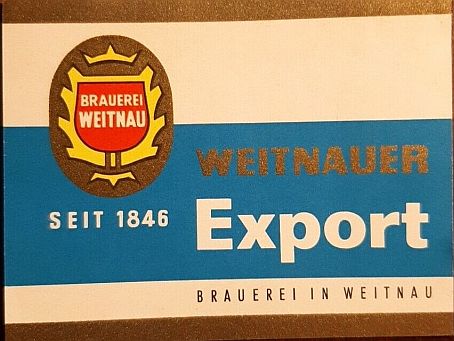 BRAUEREI
WEITNAU
SEIT 1846
WEITNAUER
Export
BRAUEREI IN WEITNAU